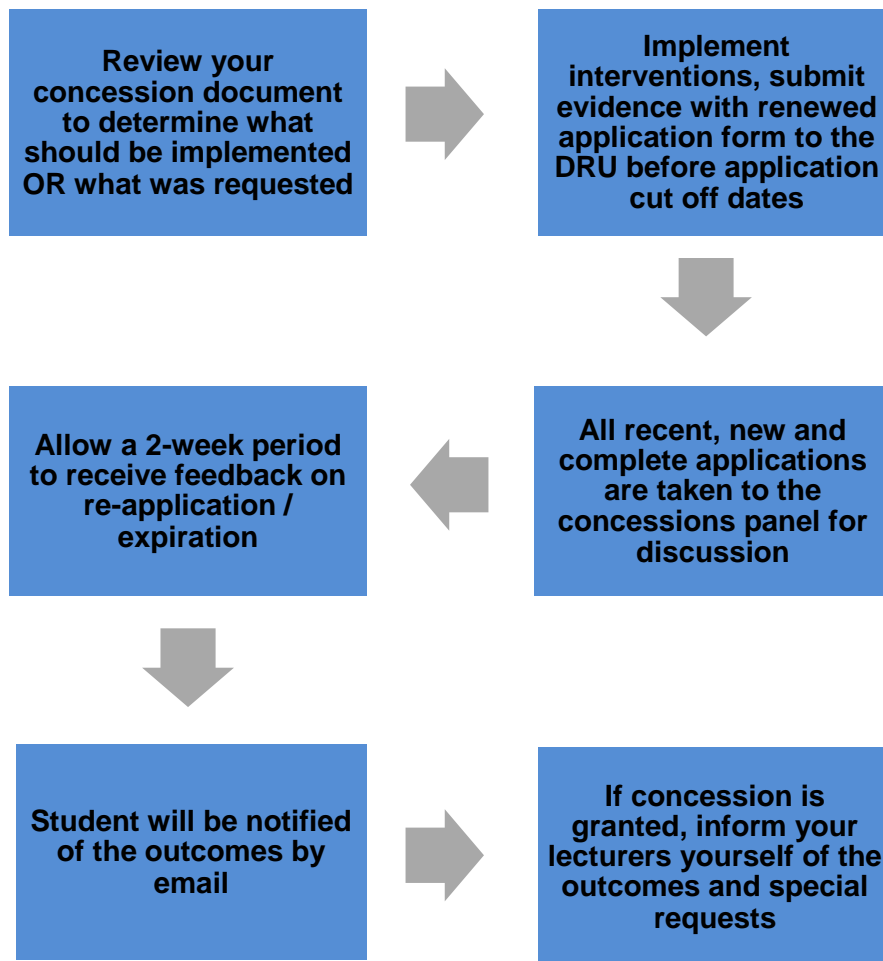 Review your
concession document
to determine what
should be implemented
OR what was requested
Implement
interventions, submit
evidence with renewed
application form to the
DRU before application
cut off dates
All recent, new and
complete applications
are taken to the
concessions panel for
discussion
Allow a 2-week period
to receive feedback on
re-application /
expiration
Student will be notified
of the outcomes by
email
If concession is
granted, inform your
lecturers yourself of the
outcomes and special
requests